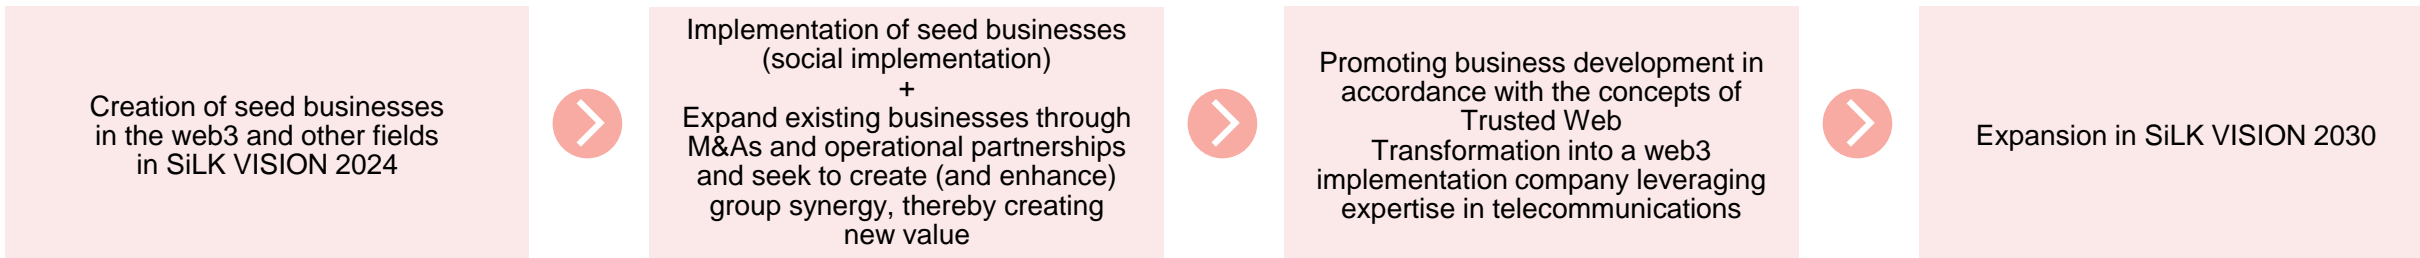 Creation of seed businesses
in the web3 and other fields
in SiLK VISION 2024
Implementation of seed businesses
(social implementation)
+
Expand existing businesses through
M&As and operational partnerships
and seek to create (and enhance)
group synergy, thereby creating
new value
Promoting business development in
accordance with the concepts of
Trusted Web
Transformation into a web3
implementation company leveraging
expertise in telecommunications
Expansion in SiLK VISION 2030